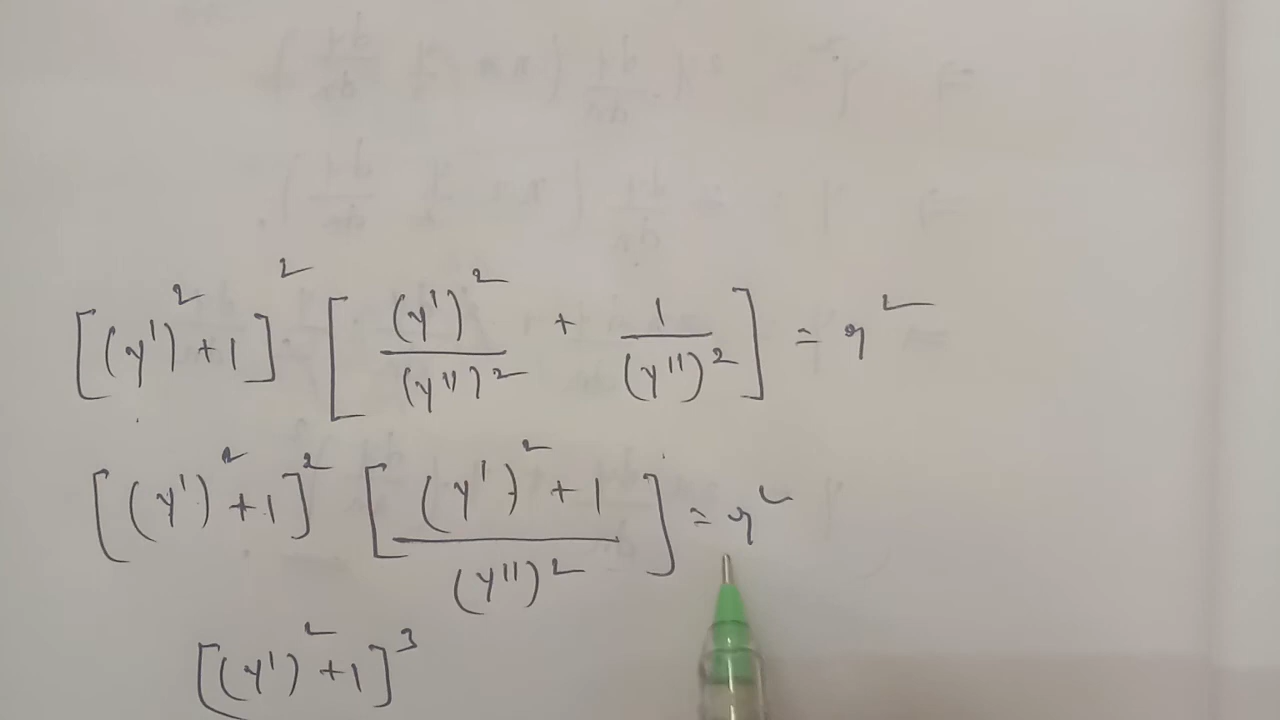 [(y')² + 1]² [(y')²/(y'')² + 1/(y'')²] = r²
[(y')² + 1]² [((y')² + 1)/(y'')²] = r²
[(y')² + 1]³